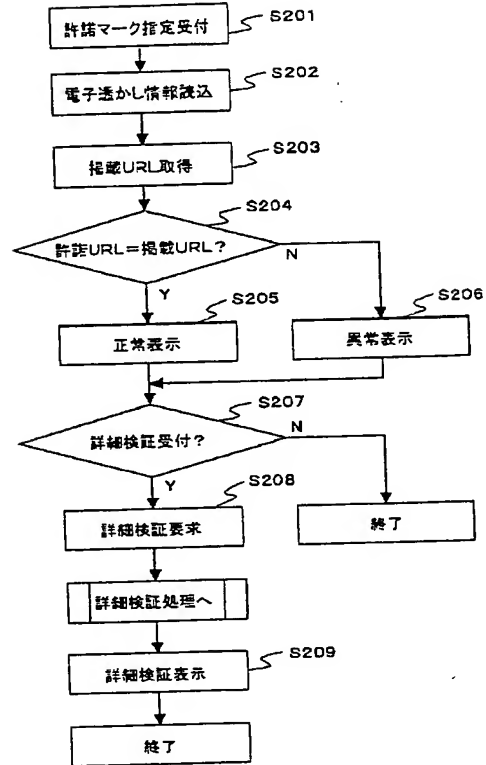 許諾マーク指定受付
S201
電子透かし情報読込
S202
掲載URL取得
S203
許諾URL=掲載URL?
S204
N
Y
正常表示
S205
異常表示
S206
詳細検証受付?
S207
N
Y
詳細検証要求
S208
終了
詳細検証処理へ
詳細検証表示
S209
終了